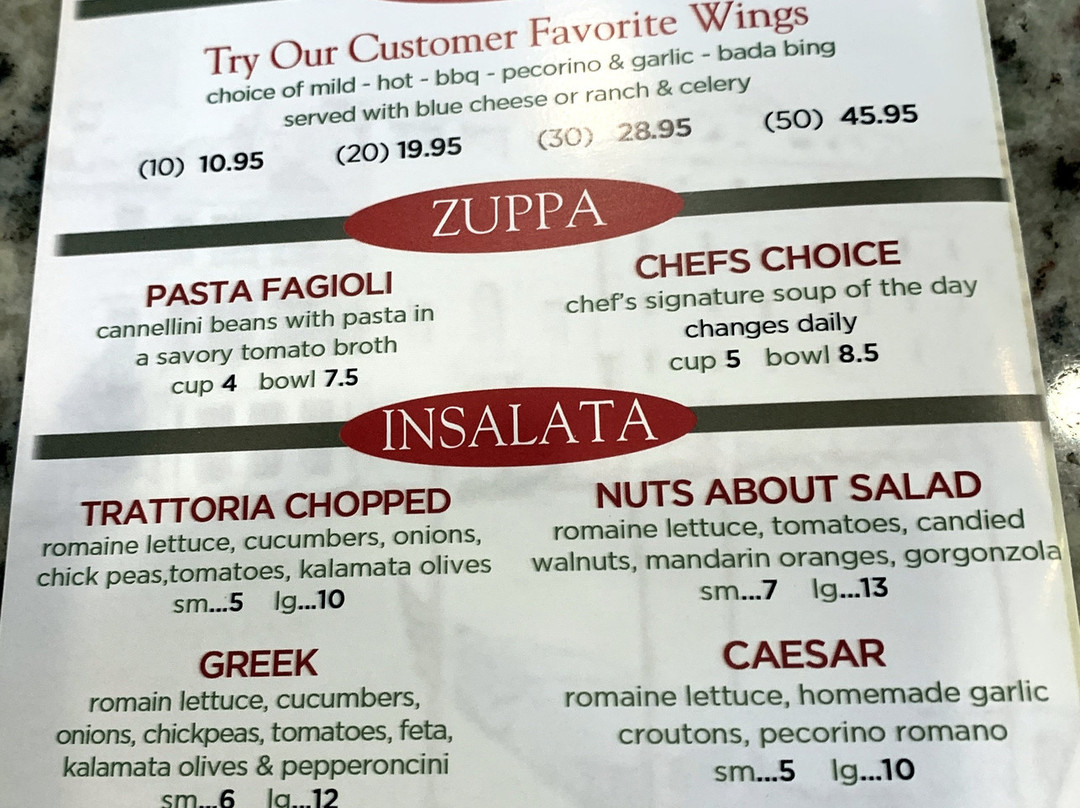 Try Our Customer Favorite Wings
choice of mild - hot - bbq - pecorino & garlic - bada bing
served with blue cheese or ranch & celery
(10) 10.95 (20) 19.95 (30) 28.95 (50) 45.95
ZUPPA
PASTA FAGIOLI
cannellini beans with pasta in
a savory tomato broth
cup 4 bowl 7.5
CHEFS CHOICE
chef's signature soup of the day
changes daily
cup 5 bowl 8.5
INSALATA
TRATTORIA CHOPPED
romaine lettuce, cucumbers, onions,
chick peas,tomatoes, kalamata olives
sm...5 lg...10
NUTS ABOUT SALAD
romaine lettuce, tomatoes, candied
walnuts, mandarin oranges, gorgonzola
sm...7 lg...13
GREEK
romain lettuce, cucumbers,
onions, chickpeas, tomatoes, feta,
kalamata olives & pepperoncini
sm...6 lg...12
CAESAR
romaine lettuce, homemade garlic
croutons, pecorino romano
sm...5 lg...10